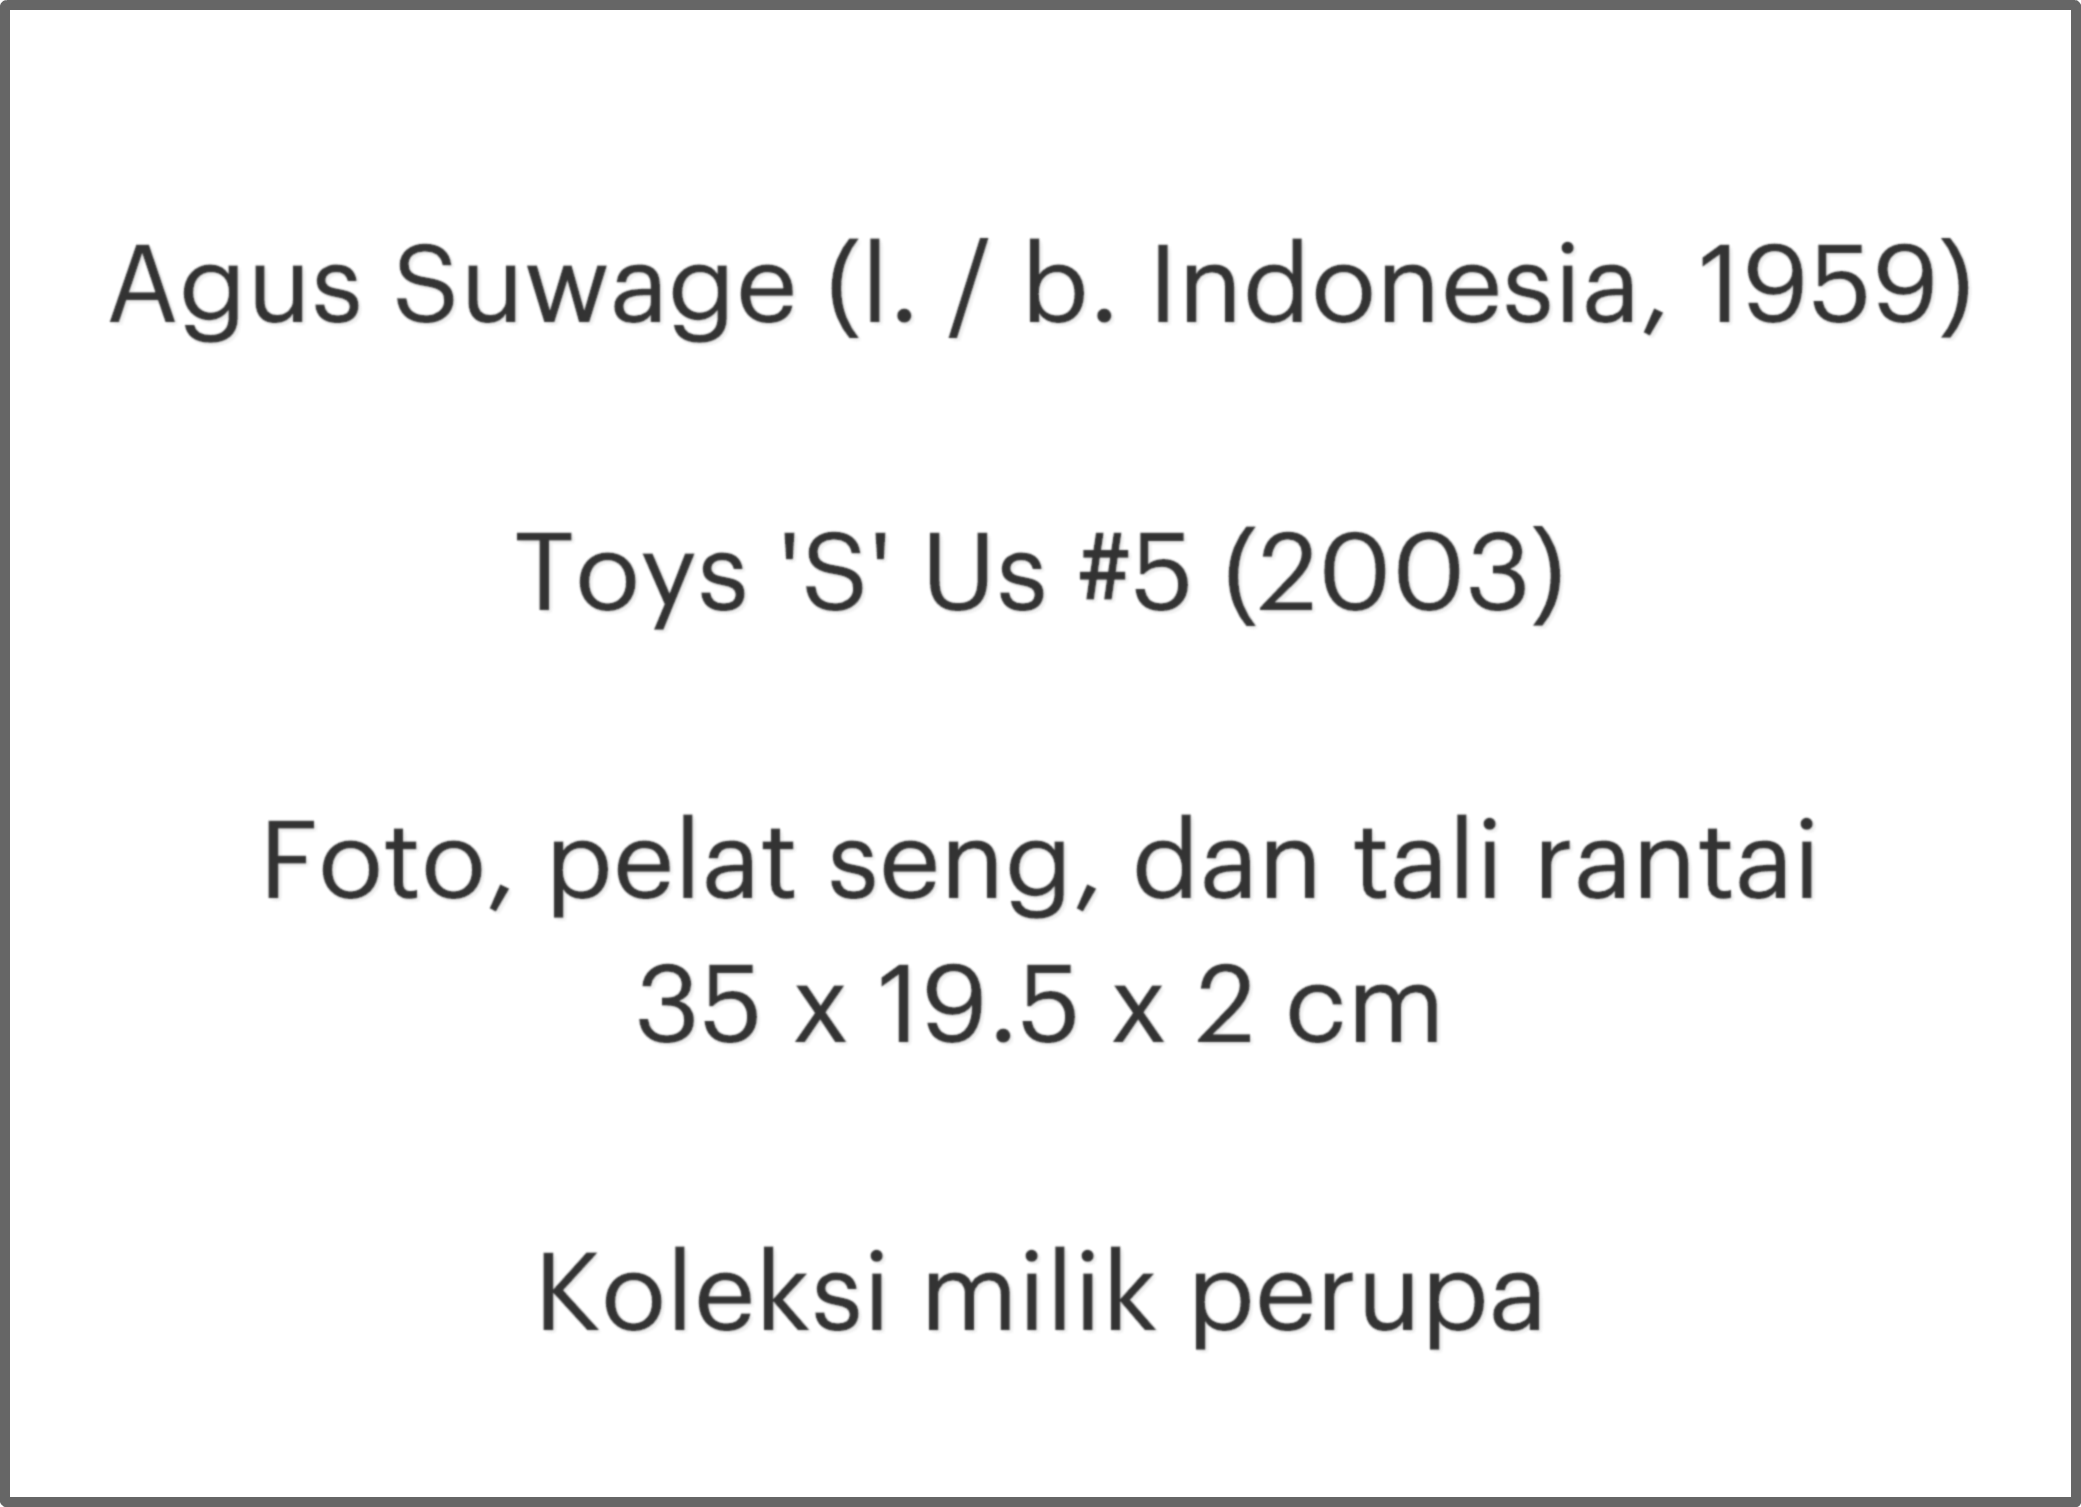 Agus Suwage (l. / b. Indonesia, 1959)
Toys 'S' Us #5 (2003)
Foto, pelat seng, dan tali rantai
35 x 19.5 x 2 cm
Koleksi milik perupa